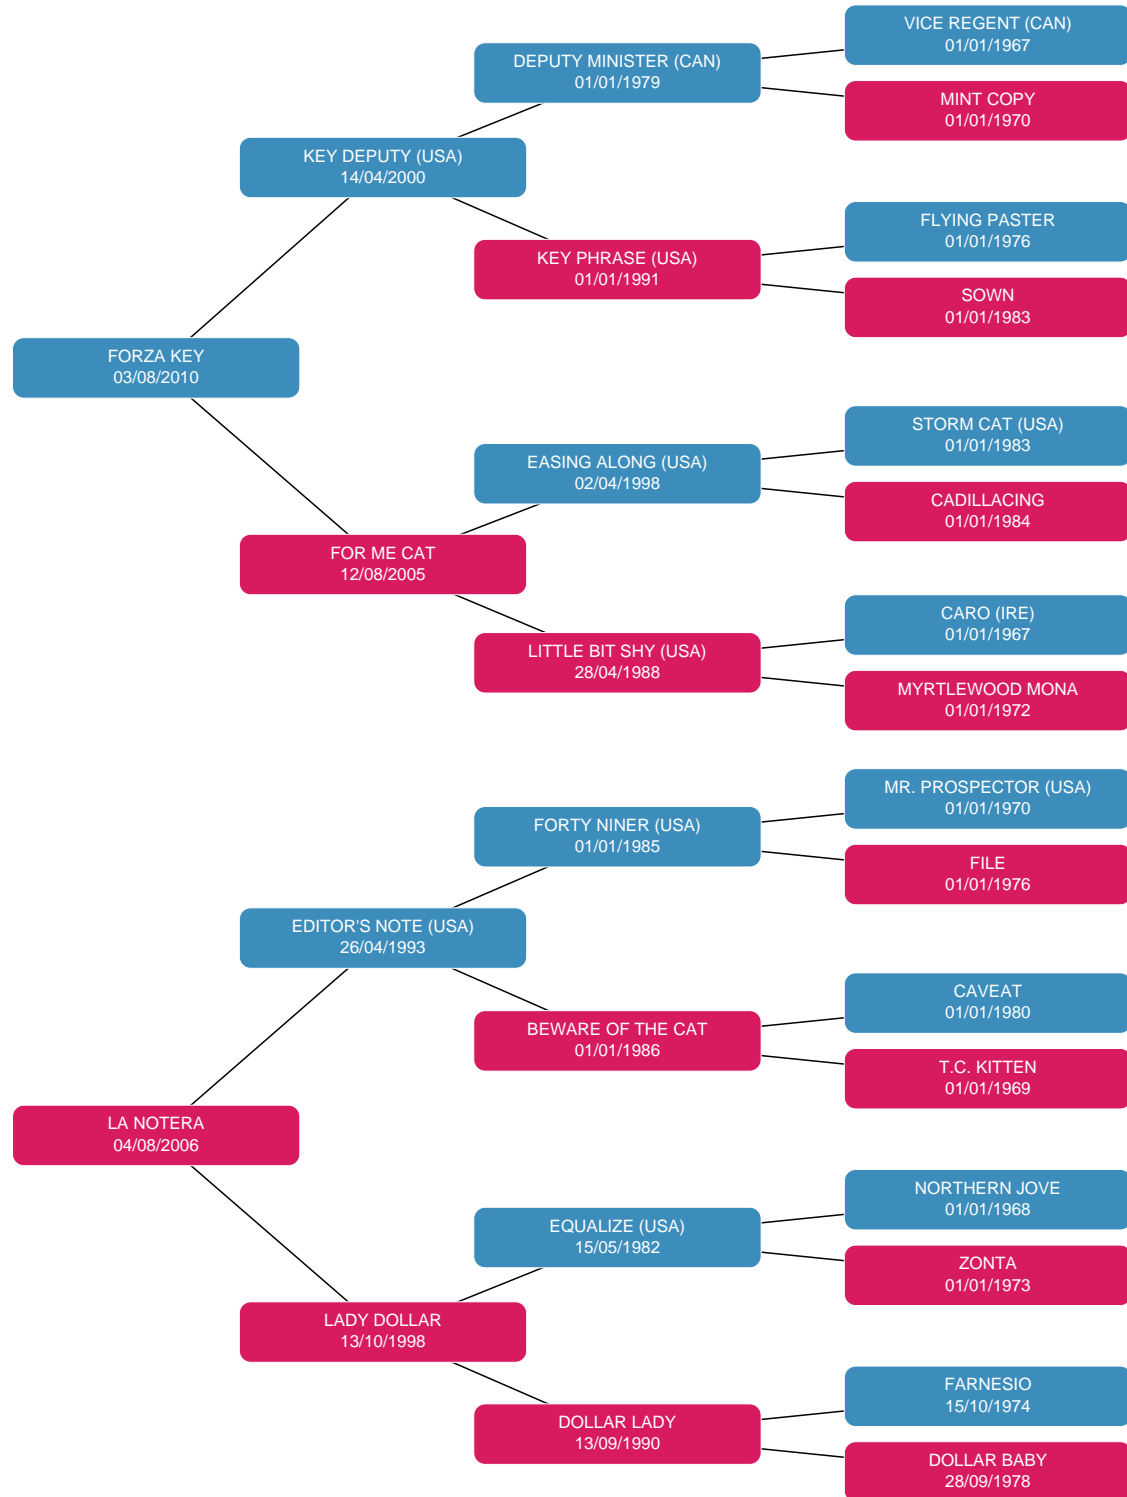 VICE REGENT (CAN)
01/01/1967
DEPUTY MINISTER (CAN)
01/01/1979
MINT COPY
01/01/1970
KEY DEPUTY (USA)
14/04/2000
FLYING PASTER
01/01/1976
KEY PHRASE (USA)
01/01/1991
SOWN
01/01/1983
FORZA KEY
03/08/2010
STORM CAT (USA)
01/01/1983
EASING ALONG (USA)
02/04/1998
CADILLACING
01/01/1984
FOR ME CAT
12/08/2005
CARO (IRE)
01/01/1967
LITTLE BIT SHY (USA)
28/04/1988
MYRTLEWOOD MONA
01/01/1972
MR. PROSPECTOR (USA)
01/01/1970
FORTY NINER (USA)
01/01/1985
FILE
01/01/1976
EDITOR'S NOTE (USA)
26/04/1993
CAVEAT
01/01/1980
BEWARE OF THE CAT
01/01/1986
T.C. KITTEN
01/01/1969
LA NOTERA
04/08/2006
NORTHERN JOVE
01/01/1968
EQUALIZE (USA)
15/05/1982
ZONTA
01/01/1973
LADY DOLLAR
13/10/1998
FARNESIO
15/10/1974
DOLLAR LADY
13/09/1990
DOLLAR BABY
28/09/1978